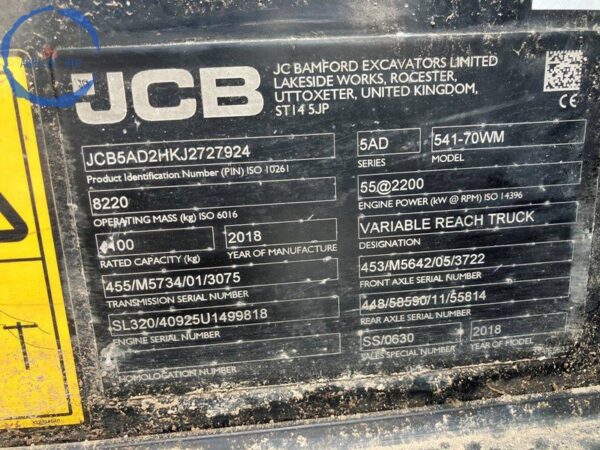 JCB
JC BAMFORD EXCAVATORS LIMITED
LAKESIDE WORKS, ROCESTER,
UTTOXETER, UNITED KINGDOM,
ST14 5JP
CE
JCB5AD2HKJ2727924
Product Identification Number (PIN) ISO 10261
5AD
SERIES
541-70WM
MODEL
8220
OPERATING MASS (kg) ISO 6016
55@2200
ENGINE POWER (kW @ RPM) ISO 14396
4100
RATED CAPACITY (kg)
2018
YEAR OF MANUFACTURE
VARIABLE REACH TRUCK
DESIGNATION
455/M5734/01/3075
TRANSMISSION SERIAL NUMBER
453/M5642/05/3722
FRONT AXLE SERIAL NUMBER
SL320/40925U1499818
ENGINE SERIAL NUMBER
448/58590/11/55814
REAR AXLE SERIAL NUMBER
HOMOLOGATION NUMBER
SS/0630
SALES SPECIAL NUMBER
2018
YEAR OF MODEL